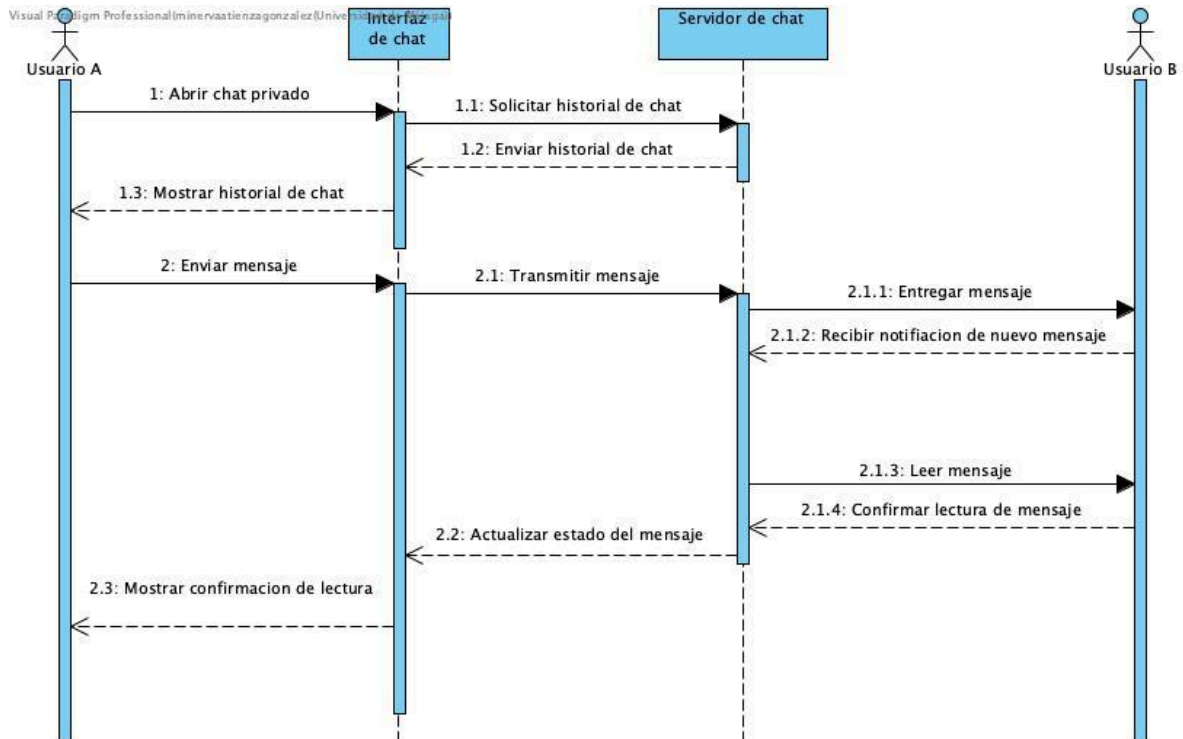 Visual Paradigm Professional(minervaatienzagonzalez(Universidad de Málaga))
Usuario A
Interfaz
de chat
Servidor de chat
Usuario B
1: Abrir chat privado
1.1: Solicitar historial de chat
1.2: Enviar historial de chat
1.3: Mostrar historial de chat
2: Enviar mensaje
2.1: Transmitir mensaje
2.1.1: Entregar mensaje
2.1.2: Recibir notifiacion de nuevo mensaje
2.1.3: Leer mensaje
2.1.4: Confirmar lectura de mensaje
2.2: Actualizar estado del mensaje
2.3: Mostrar confirmacion de lectura